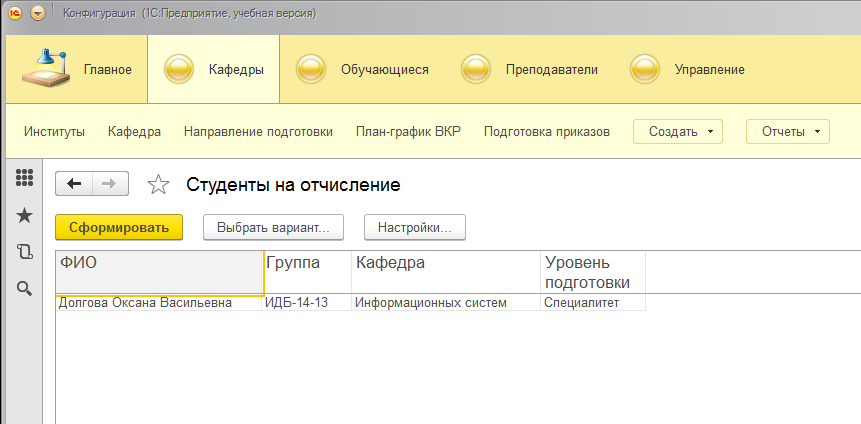 Конфигурация (1С:Предприятие, учебная версия)
Главное Кафедры Обучающиеся Преподаватели Управление
Институты Кафедра Направление подготовки План-график ВКР Подготовка приказов Создать Отчеты
Студенты на отчисление
Сформировать Выбрать вариант... Настройки...
ФИО Группа Кафедра Уровень
подготовки
Долгова Оксана Васильевна ИДБ-14-13 Информационных систем Специалитет